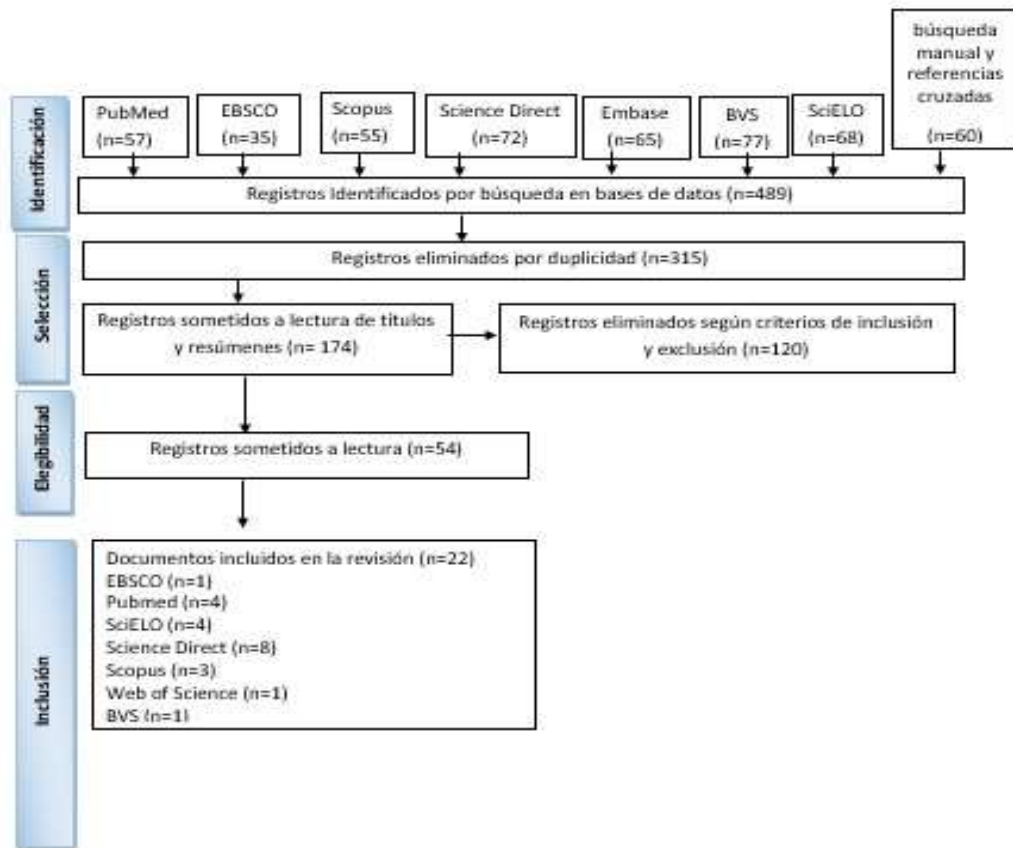 búsqueda
manual y
referencias
cruzadas
(n=60)
PubMed
(n=57)
EBSCO
(n=35)
Scopus
(n=55)
Science Direct
(n=72)
Embase
(n=65)
BVS
(n=77)
SciELO
(n=68)
Identificación
Registros Identificados por búsqueda en bases de datos (n=489)
Selección
Registros eliminados por duplicidad (n=315)
Registros sometidos a lectura de títulos
y resúmenes (n= 174)
Registros eliminados según criterios de inclusión
y exclusión (n=120)
Elegibilidad
Registros sometidos a lectura (n=54)
Inclusión
Documentos incluidos en la revisión (n=22)
EBSCO (n=1)
Pubmed (n=4)
SciELO (n=4)
Science Direct (n=8)
Scopus (n=3)
Web of Science (n=1)
BVS (n=1)